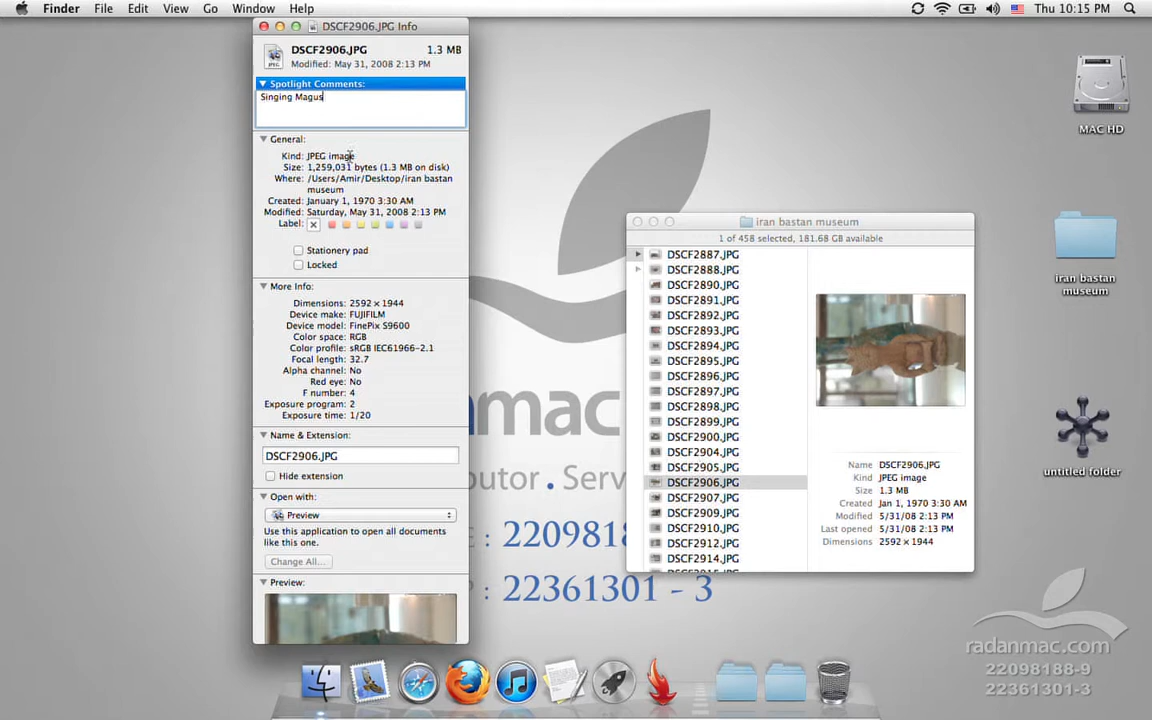 Finder File Edit View Go Window Help
Thu 10:15 PM
DSCF2906.JPG Info
DSCF2906.JPG 1.3 MB
Modified: May 31, 2008 2:13 PM
Spotlight Comments:
Singing Magus
General:
Kind: JPEG image
Size: 1,259,031 bytes (1.3 MB on disk)
Where: /Users/Amir/Desktop/iran bastan
museum
Created: January 1, 1970 3:30 AM
Modified: Saturday, May 31, 2008 2:13 PM
Label:
Stationery pad
Locked
More Info:
Dimensions: 2592 × 1944
Device make: FUJIFILM
Device model: FinePix S9600
Color space: RGB
Color profile: sRGB IEC61966-2.1
Focal length: 32.7
Alpha channel: No
Red eye: No
F number: 4
Exposure program: 2
Exposure time: 1/20
Name & Extension:
DSCF2906.JPG
Hide extension
Open with:
Preview
Use this application to open all documents
like this one.
Change All...
Preview:
iran bastan museum
1 of 458 selected, 181.68 GB available
DSCF2887.JPG
DSCF2888.JPG
DSCF2890.JPG
DSCF2891.JPG
DSCF2892.JPG
DSCF2893.JPG
DSCF2894.JPG
DSCF2895.JPG
DSCF2896.JPG
DSCF2897.JPG
DSCF2898.JPG
DSCF2899.JPG
DSCF2900.JPG
DSCF2904.JPG
DSCF2905.JPG
DSCF2906.JPG
DSCF2907.JPG
DSCF2909.JPG
DSCF2910.JPG
DSCF2912.JPG
DSCF2914.JPG
Name DSCF2906.JPG
Kind JPEG image
Size 1.3 MB
Created Jan 1, 1970 3:30 AM
Modified 5/31/08 2:13 PM
Last opened 5/31/08 2:13 PM
Dimensions 2592 × 1944
MAC HD
iran bastan
museum
untitled folder
nmac
butor . Serv
: 2209818
: 22361301 - 3
radanmac.com
22098188-9
22361301-3